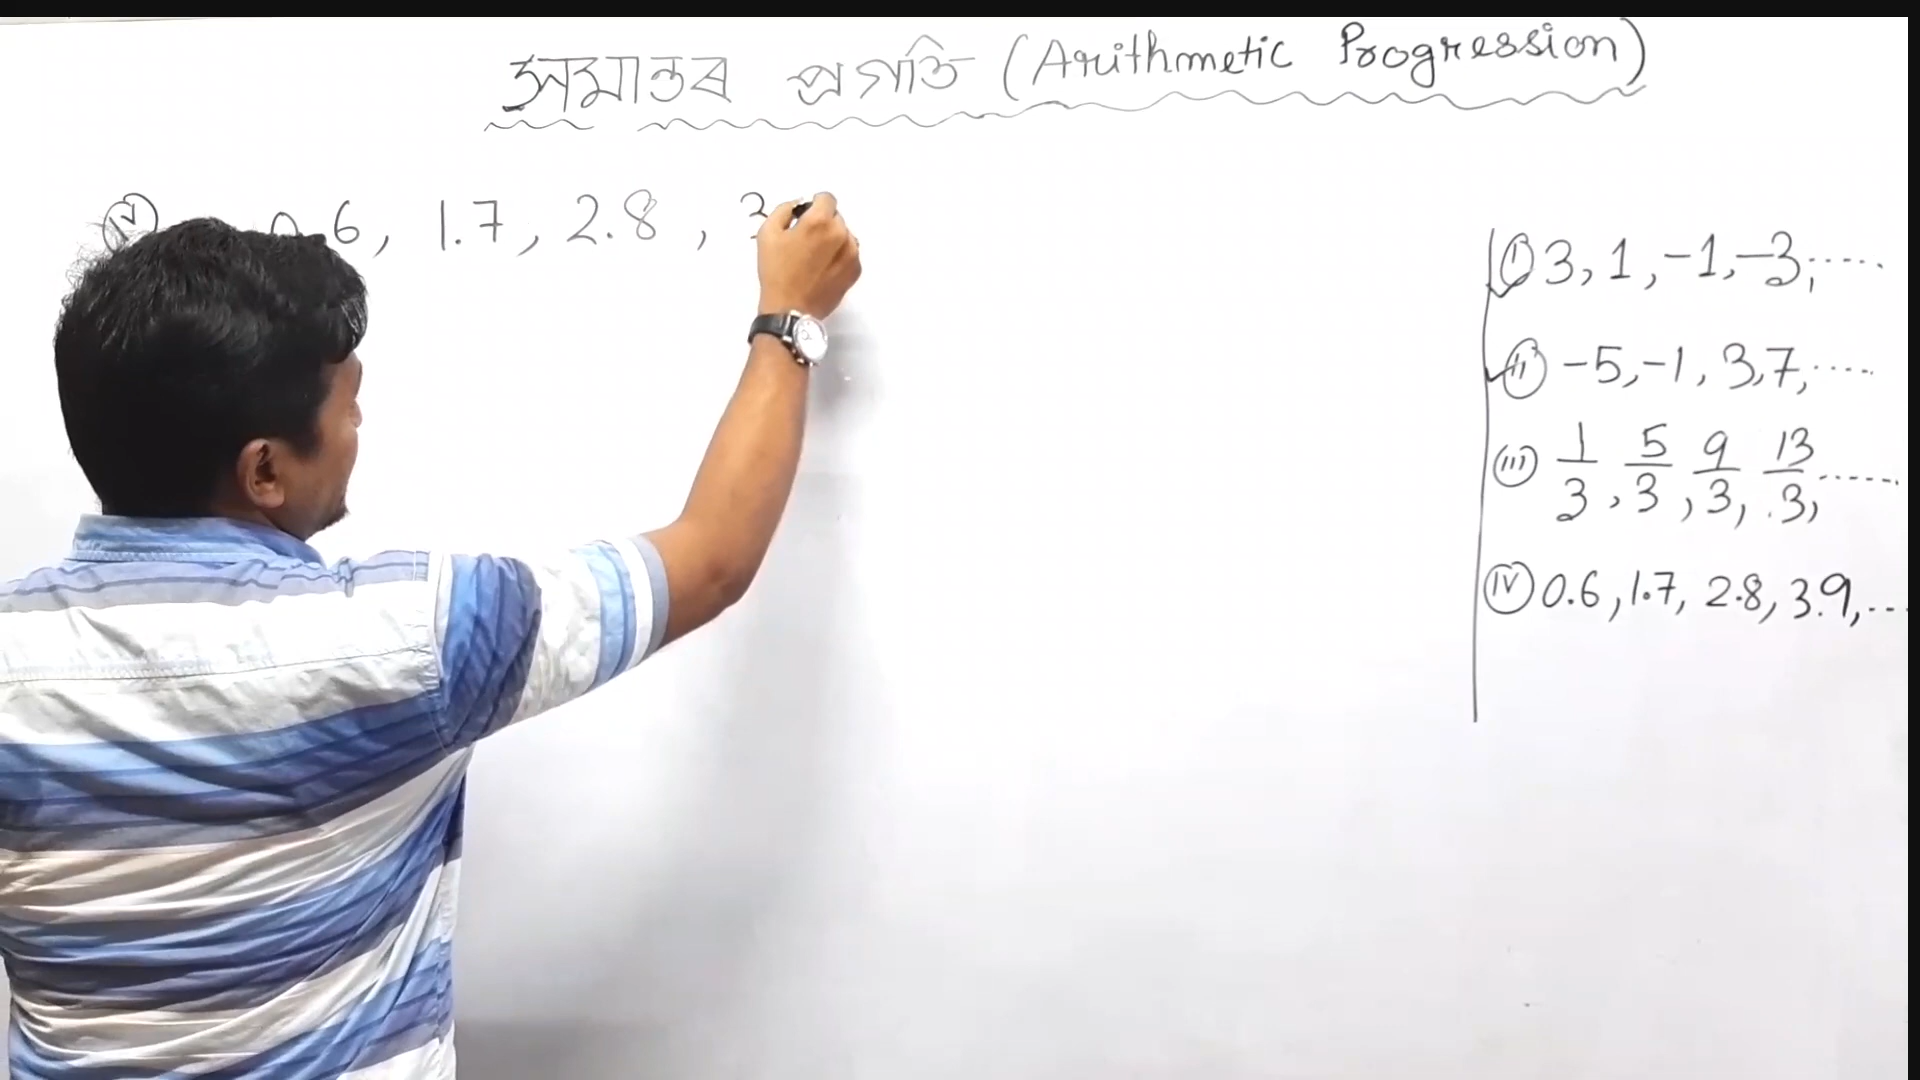 সমান্তৰ প্ৰগতি (Arithmetic Progression)
(iv) 0.6, 1.7, 2.8, 3
(i) 3, 1, -1, -3, .....
(ii) -5, -1, 3, 7, .....
(iii) 1/3, 5/3, 9/3, 13/3, ......
(iv) 0.6, 1.7, 2.8, 3.9, ...